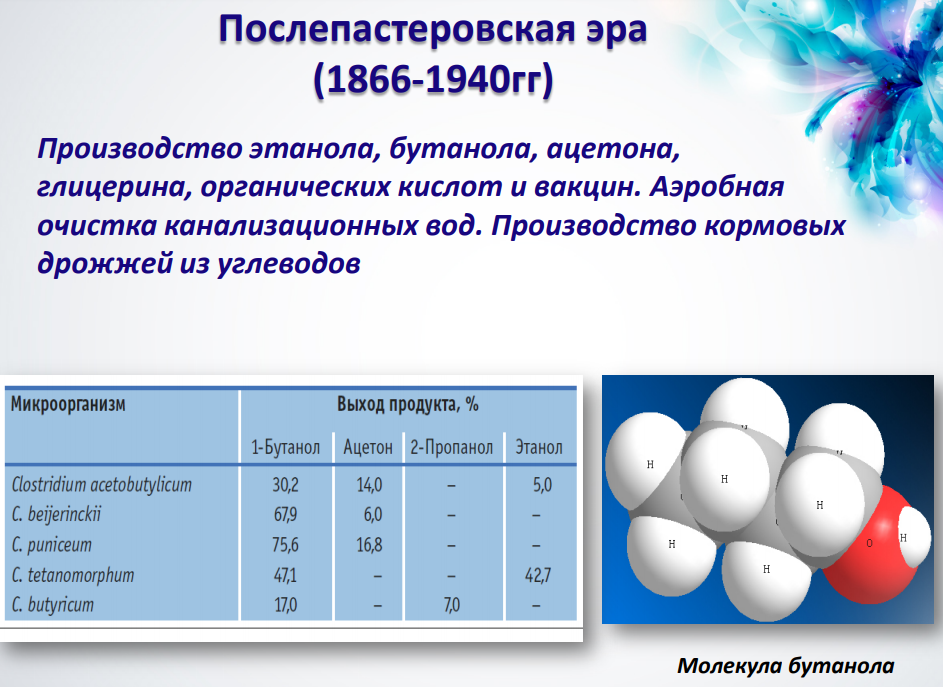 Послепастеровская эра
(1866-1940гг)
Производство этанола, бутанола, ацетона,
глицерина, органических кислот и вакцин. Аэробная
очистка канализационных вод. Производство кормовых
дрожжей из углеводов
Микроорганизм Выход продукта, %
1-Бутанол Ацетон 2-Пропанол Этанол
Clostridium acetobutylicum 30,2 14,0 – 5,0
C. beijerinckii 67,9 6,0 – –
C. puniceum 75,6 16,8 – –
C. tetanomorphum 47,1 – – 42,7
C. butyricum 17,0 – 7,0 –
H
H
H
H
H
O
H
Молекула бутанола